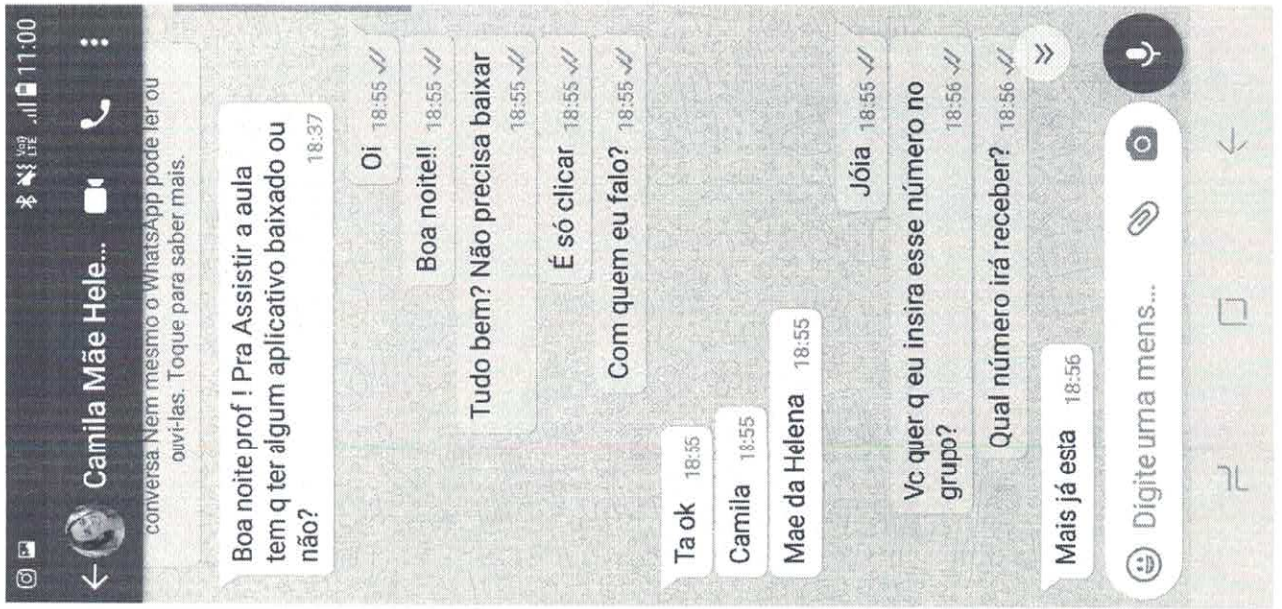 11:00
Camila Mãe Hele...
conversa. Nem mesmo o WhatsApp pode ler ou
ouvi-las. Toque para saber mais.
Boa noite prof ! Pra Assistir a aula
tem q ter algum aplicativo baixado ou
não?
18:37
Oi 18:55
Boa noite!! 18:55
Tudo bem? Não precisa baixar
18:55
É só clicar 18:55
Com quem eu falo? 18:55
Ta ok 18:55
Camila 18:55
Mae da Helena 18:55
Jóia 18:55
Vc quer q eu insira esse número no
grupo? 18:56
Qual número irá receber? 18:56
Mais já esta 18:56
Digite uma mens...